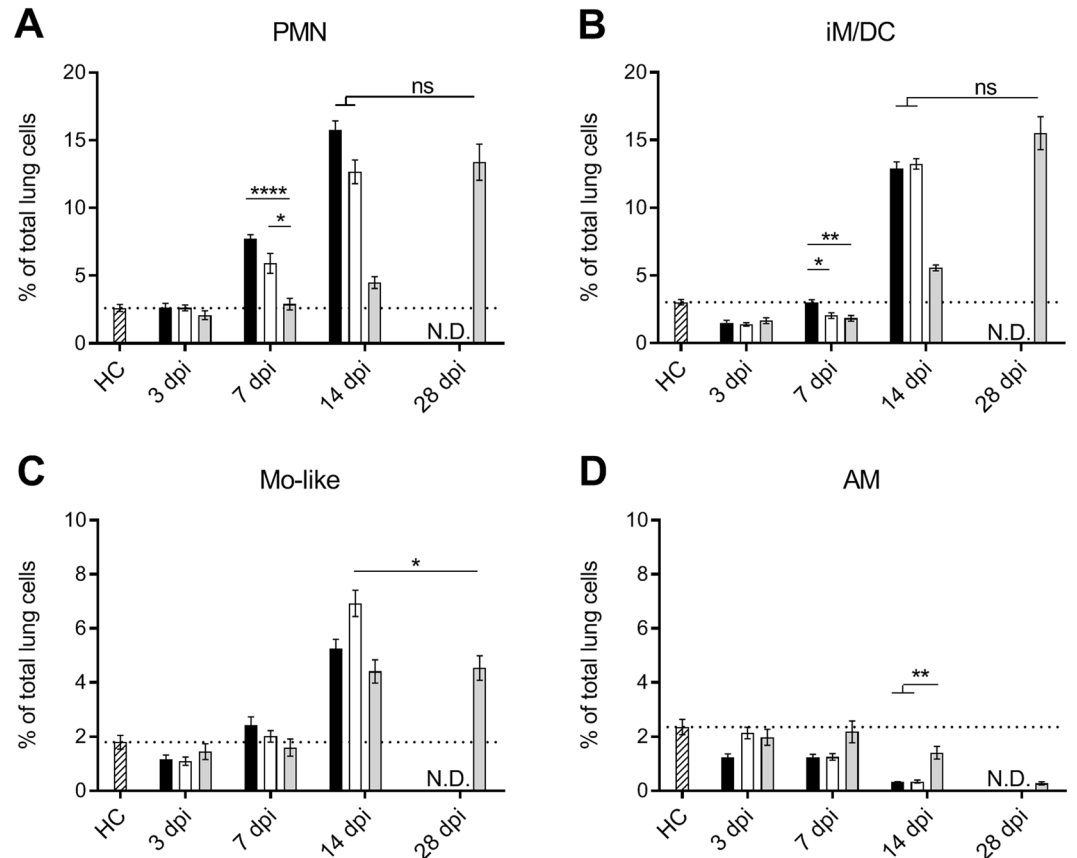 A
PMN
% of total lung cells
20
15
10
5
0
****
*
ns
N.D.
HC
3 dpi
7 dpi
14 dpi
28 dpi
B
iM/DC
% of total lung cells
20
15
10
5
0
**
*
ns
N.D.
HC
3 dpi
7 dpi
14 dpi
28 dpi
C
Mo-like
% of total lung cells
10
8
6
4
2
0
*
N.D.
HC
3 dpi
7 dpi
14 dpi
28 dpi
D
AM
% of total lung cells
10
8
6
4
2
0
**
N.D.
HC
3 dpi
7 dpi
14 dpi
28 dpi